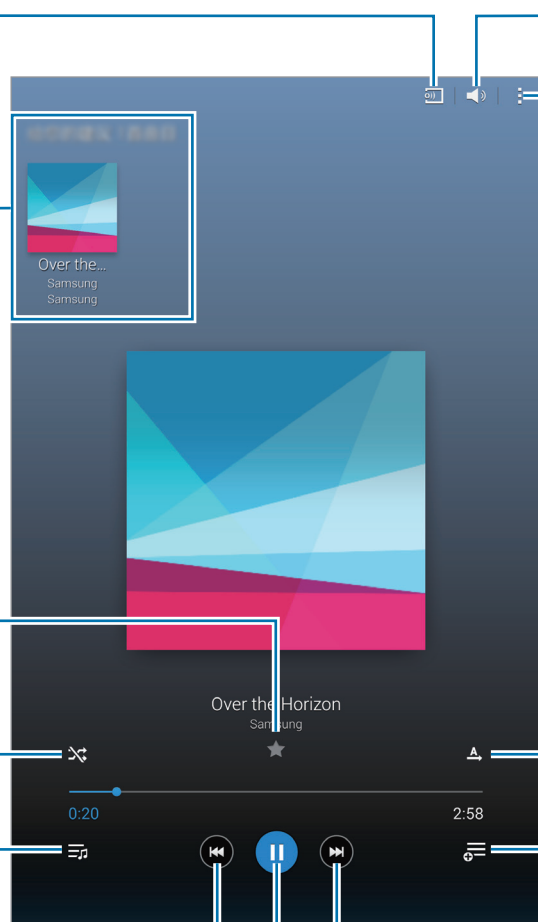 Over the...
Samsung
Samsung
Over the Horizon
Samsung
A
0:20
2:58